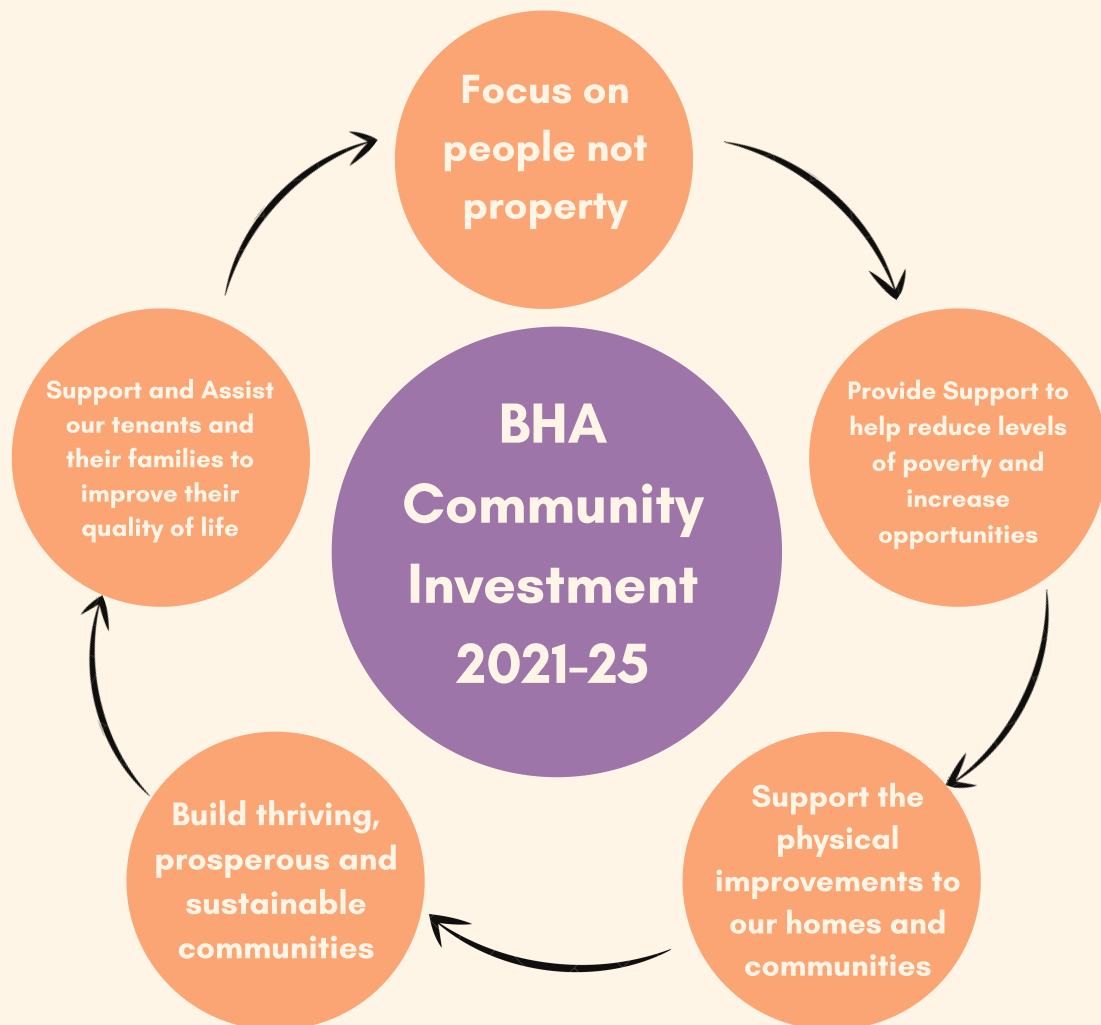 Focus on
people not
property
Provide Support to
help reduce levels
of poverty and
increase
opportunities
Support the
physical
improvements to
our homes and
communities
Build thriving,
prosperous and
sustainable
communities
Support and Assist
our tenants and
their families to
improve their
quality of life
BHA
Community
Investment
2021-25